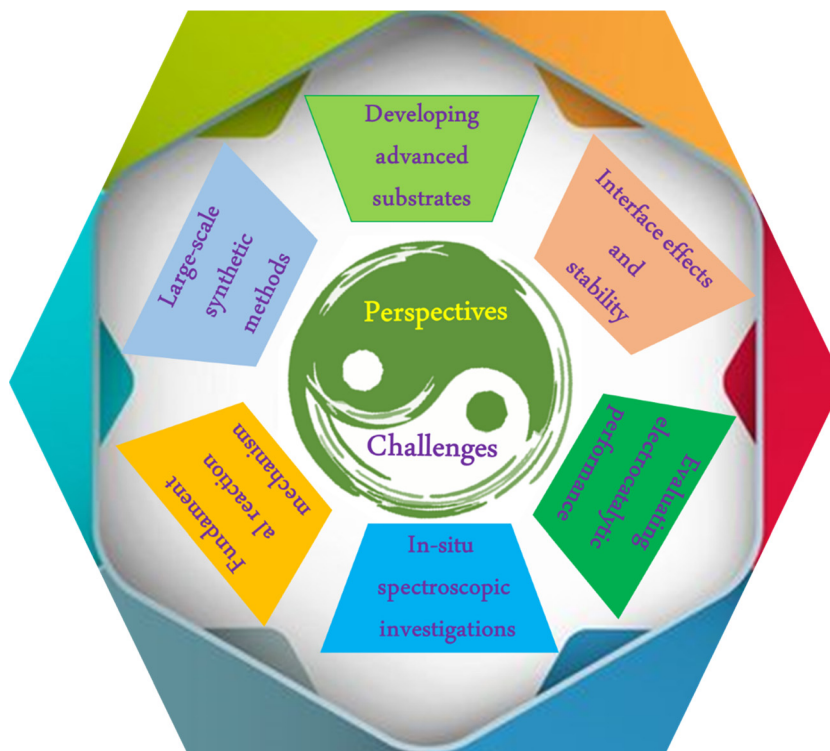 Developing
advanced
substrates
Interface effects
and
stability
Evaluating
electrocatalytic
performance
In-situ
spectroscopic
investigations
Fundament
al reaction
mechanism
Large-scale
synthetic
methods
Perspectives
Challenges